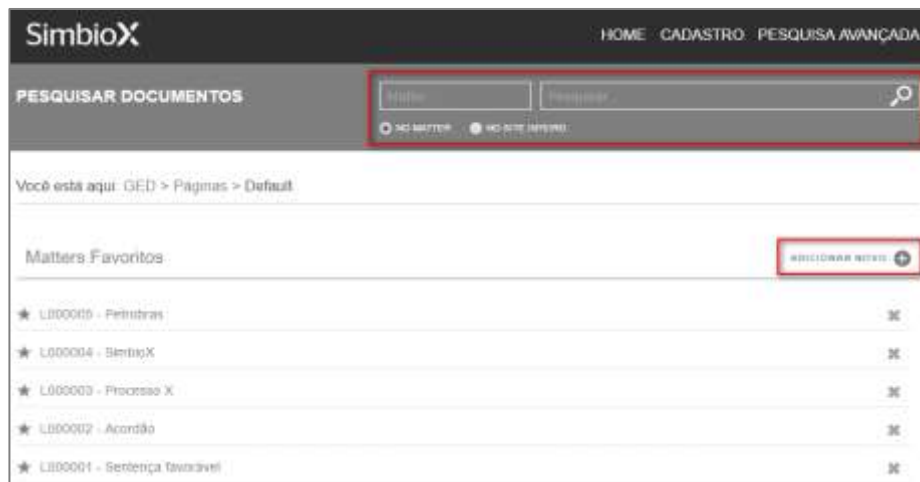 SimbioX
HOME CADASTRO PESQUISA AVANÇADA
PESQUISAR DOCUMENTOS
Matter... Pesquisar...
NO MATTER NO SITE INTEIRO
Você está aqui: GED > Páginas > Default
Matters Favoritos
ADICIONAR NOVO
L000005 - Petrobras
L000004 - SimbioX
L000003 - Processo X
L000002 - Acordão
L000001 - Sentença favorável